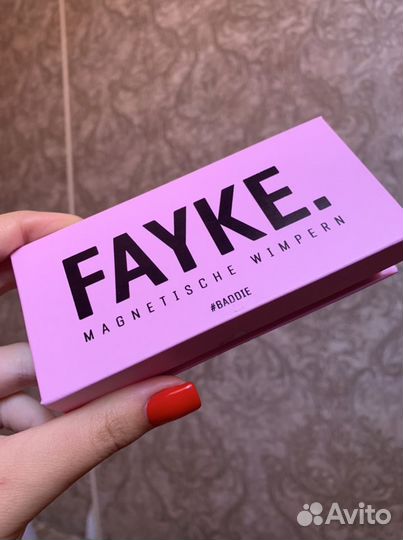 FAYKE.
MAGNETISCHE WIMPERN
#BADDIE
Avito